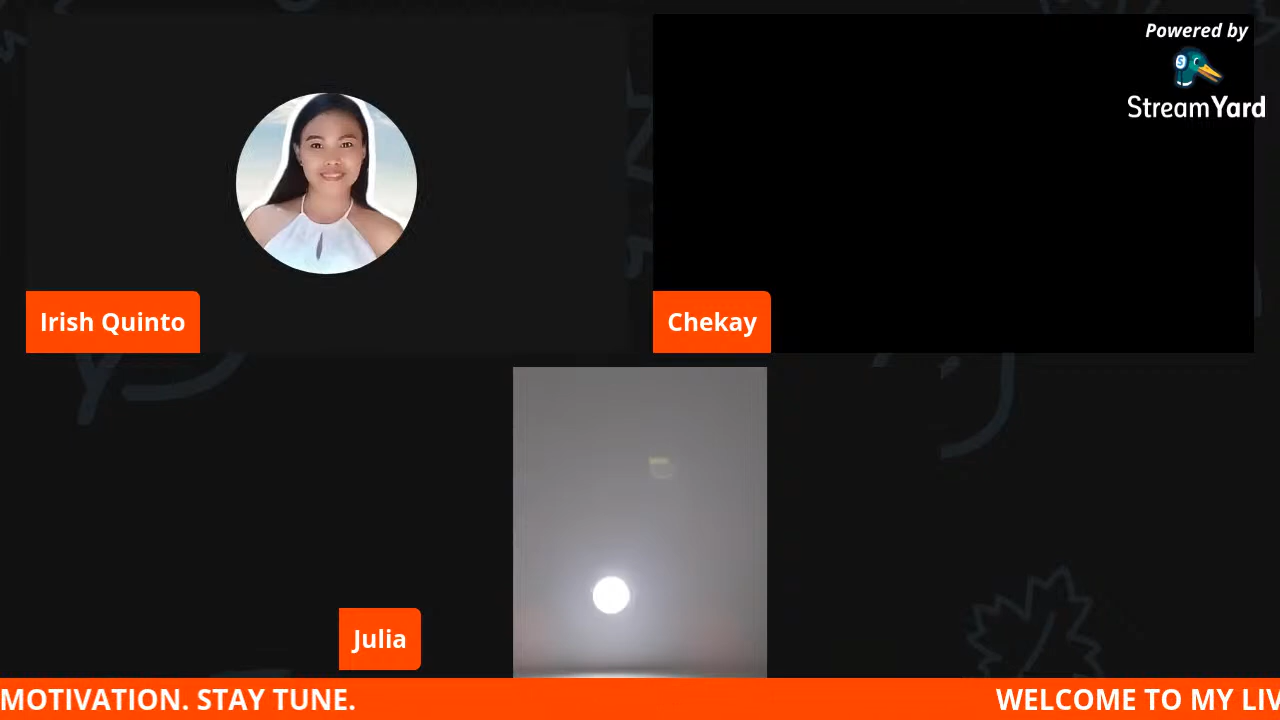 Powered by
StreamYard
Irish Quinto
Chekay
Julia
MOTIVATION. STAY TUNE.
WELCOME TO MY LIV